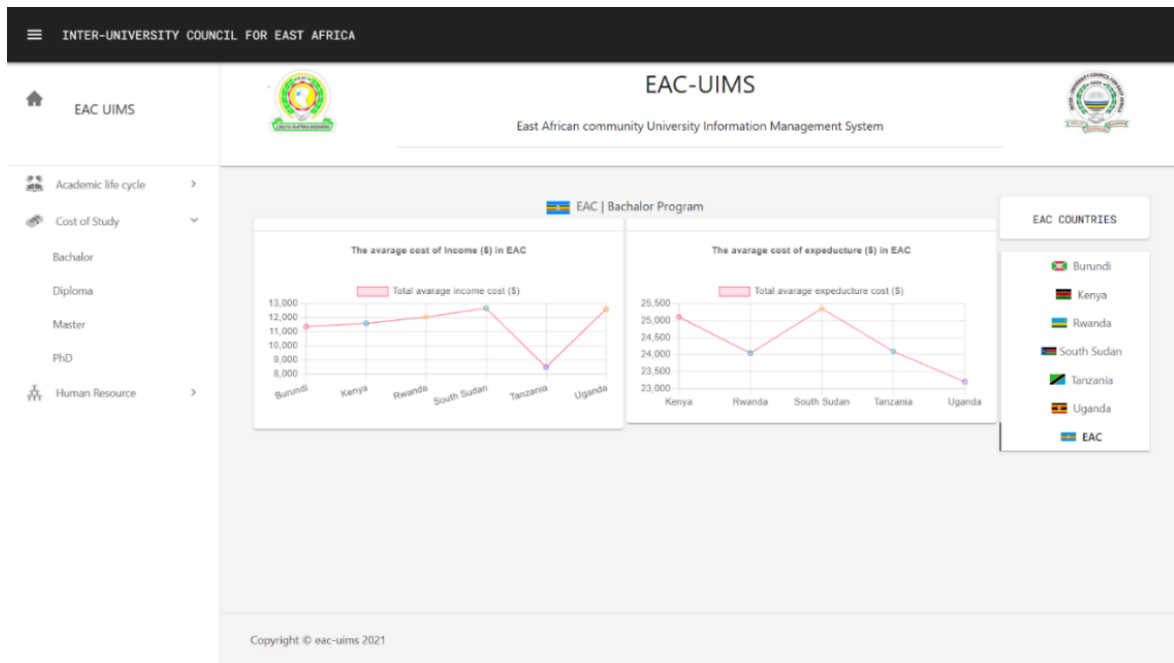 INTER-UNIVERSITY COUNCIL FOR EAST AFRICA
EAC UIMS
EAC-UIMS
East African community University Information Management System
Academic life cycle
Cost of Study
Bachalor
Diploma
Master
PhD
Human Resource
EAC | Bachalor Program
The avarage cost of Income ($) in EAC
Total avarage income cost ($)
13,000
12,000
11,000
10,000
9,000
8,000
Burundi
Kenya
Rwanda
South Sudan
Tanzania
Uganda
The avarage cost of expeducture ($) in EAC
Total avarage expeducture cost ($)
25,500
25,000
24,500
24,000
23,500
23,000
Kenya
Rwanda
South Sudan
Tanzania
Uganda
EAC COUNTRIES
Burundi
Kenya
Rwanda
South Sudan
Tanzania
Uganda
EAC
Copyright © eac-uims 2021